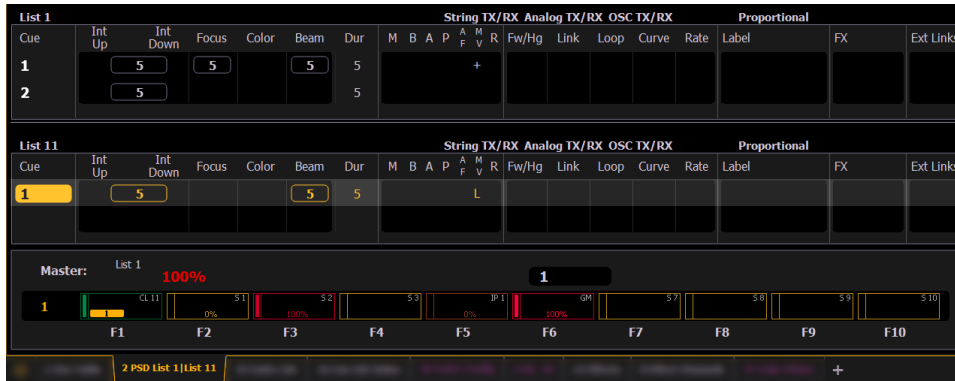 List 1 String TX/RX Analog TX/RX OSC TX/RX Proportional
Cue Int Up Int Down Focus Color Beam Dur M B A P A F M V R Fw/Hg Link Loop Curve Rate Label FX Ext Links
1 5 5 5 5 +
2 5 5
List 11 String TX/RX Analog TX/RX OSC TX/RX Proportional
Cue Int Up Int Down Focus Color Beam Dur M B A P A F M V R Fw/Hg Link Loop Curve Rate Label FX Ext Links
1 5 5 5 L
Master: List 1 100% 1
1 CL 11 S 1 S 2 S 3 IP 1 GM S 7 S 8 S 9 S 10
1 0% 100% 0% 100%
F1 F2 F3 F4 F5 F6 F7 F8 F9 F10
2 PSD List 1|List 11 +